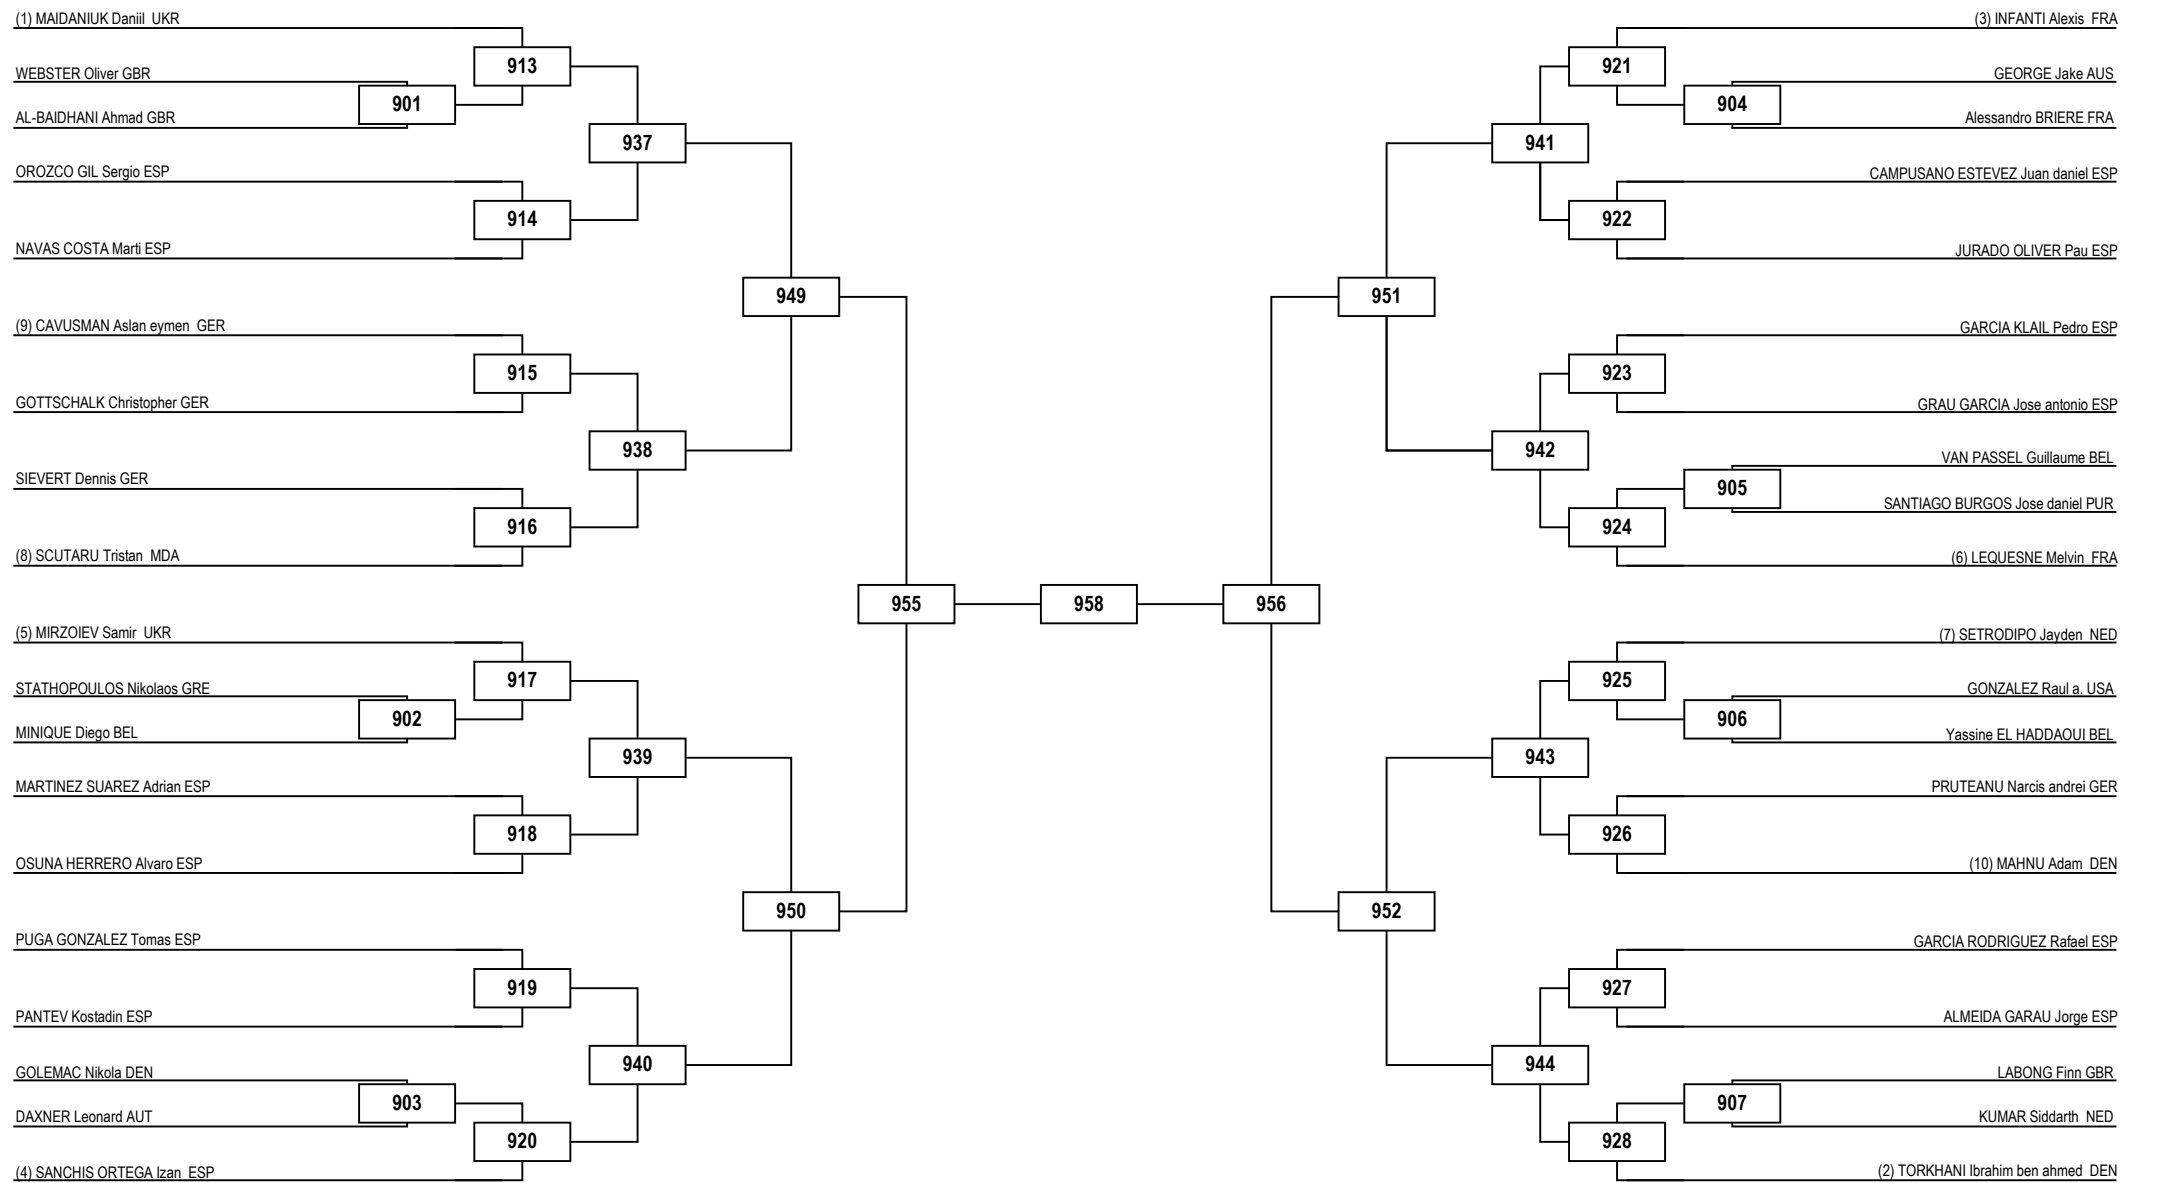 (1) MAIDANIUK Daniil UKR
WEBSTER Oliver GBR
AL-BAIDHANI Ahmad GBR
OROZCO GIL Sergio ESP
NAVAS COSTA Marti ESP
(9) CAVUSMAN Aslan eymen GER
GOTTSCHALK Christopher GER
SIEVERT Dennis GER
(8) SCUTARU Tristan MDA
(5) MIRZOIEV Samir UKR
STATHOPOULOS Nikolaos GRE
MINIQUE Diego BEL
MARTINEZ SUAREZ Adrian ESP
OSUNA HERRERO Alvaro ESP
PUGA GONZALEZ Tomas ESP
PANTEV Kostadin ESP
GOLEMAC Nikola DEN
DAXNER Leonard AUT
(4) SANCHIS ORTEGA Izan ESP
901
902
903
913
914
915
916
917
918
919
920
937
938
939
940
949
950
955
958
956
951
952
941
942
943
944
921
922
923
924
925
926
927
928
904
905
906
907
(3) INFANTI Alexis FRA
GEORGE Jake AUS
Alessandro BRIERE FRA
CAMPUSANO ESTEVEZ Juan daniel ESP
JURADO OLIVER Pau ESP
GARCIA KLAIL Pedro ESP
GRAU GARCIA Jose antonio ESP
VAN PASSEL Guillaume BEL
SANTIAGO BURGOS Jose daniel PUR
(6) LEQUESNE Melvin FRA
(7) SETRODIPO Jayden NED
GONZALEZ Raul a. USA
Yassine EL HADDAOUI BEL
PRUTEANU Narcis andrei GER
(10) MAHNU Adam DEN
GARCIA RODRIGUEZ Rafael ESP
ALMEIDA GARAU Jorge ESP
LABONG Finn GBR
KUMAR Siddarth NED
(2) TORKHANI Ibrahim ben ahmed DEN